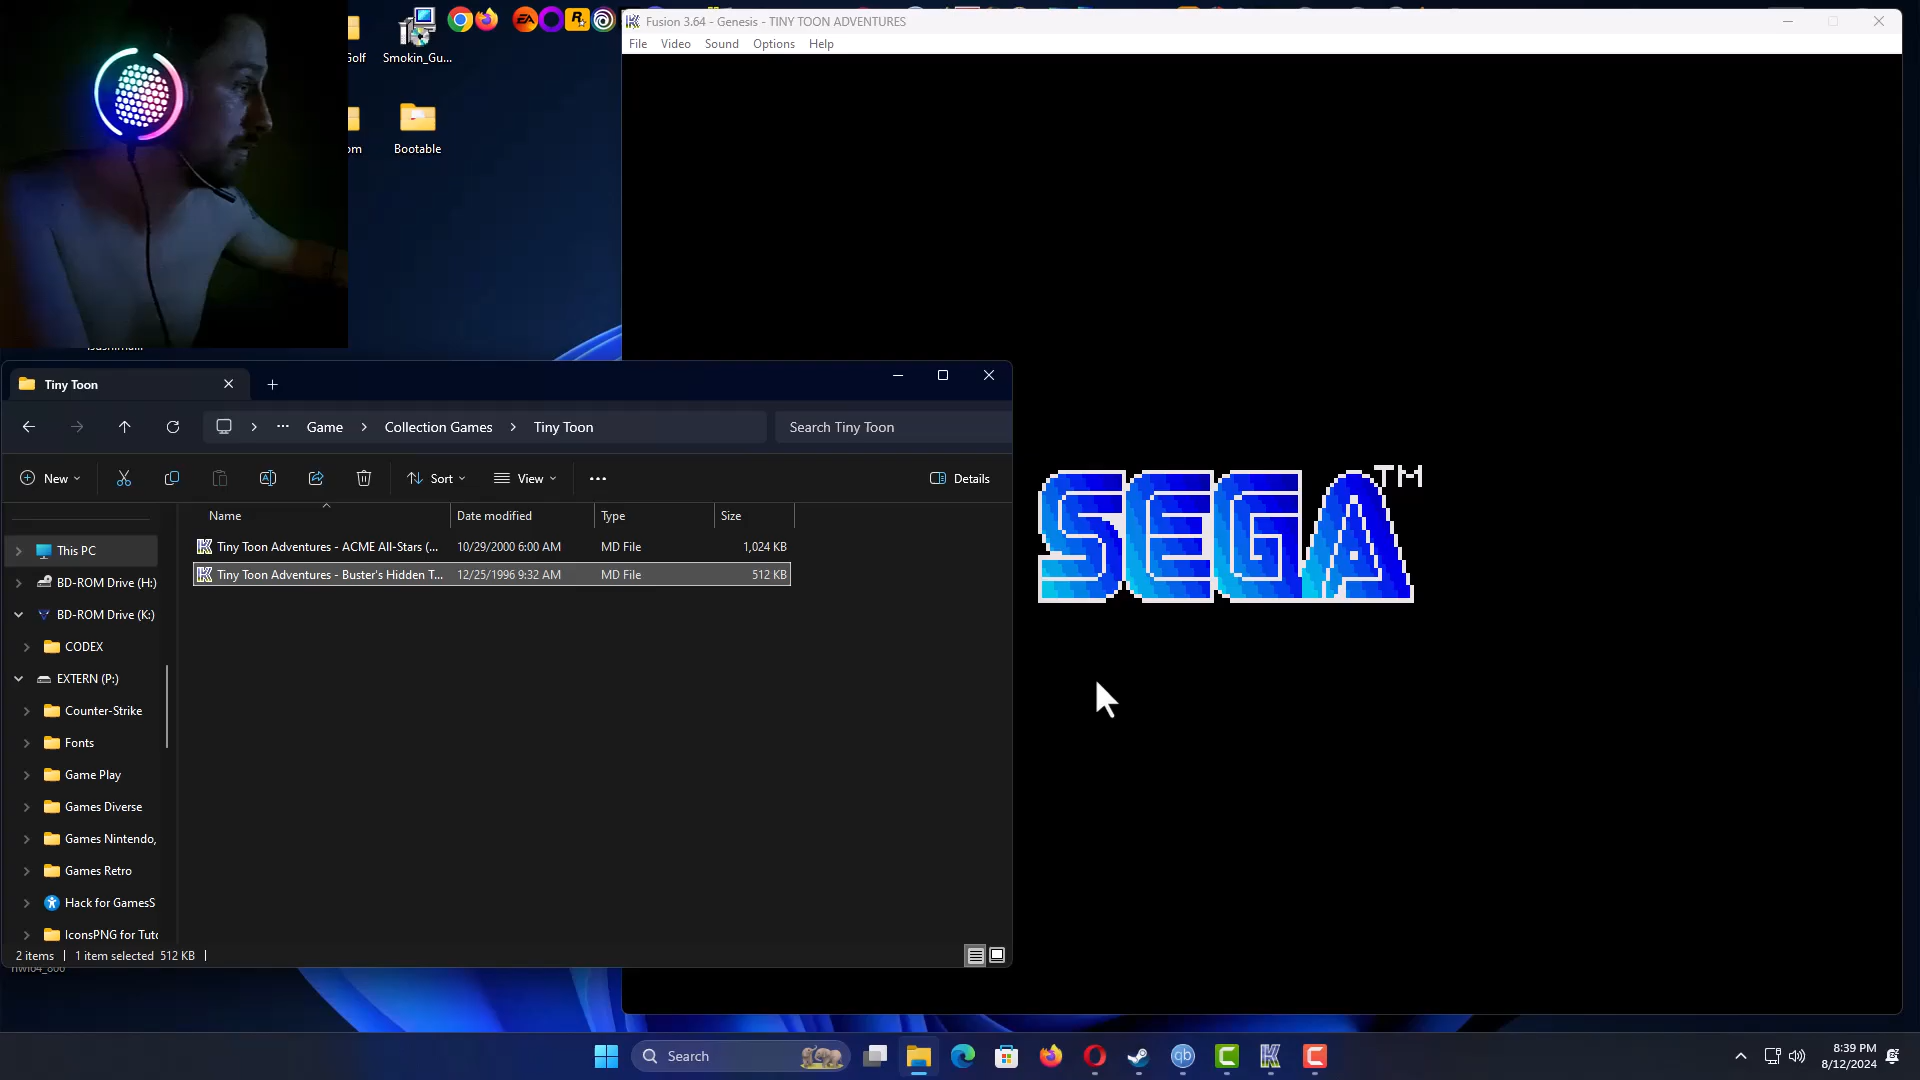 Golf
Smokin_Gu...
om
Bootable
Fusion 3.64 - Genesis - TINY TOON ADVENTURES
File Video Sound Options Help
SEGA™
Tiny Toon
... Game > Collection Games > Tiny Toon
Search Tiny Toon
New Sort View ... Details
Name Date modified Type Size
Tiny Toon Adventures - ACME All-Stars (... 10/29/2000 6:00 AM MD File 1,024 KB
Tiny Toon Adventures - Buster's Hidden T... 12/25/1996 9:32 AM MD File 512 KB
This PC
BD-ROM Drive (H:)
BD-ROM Drive (K:)
CODEX
EXTERN (P:)
Counter-Strike
Fonts
Game Play
Games Diverse
Games Nintendo,
Games Retro
Hack for GamesS
IconsPNG for Tuto
2 items 1 item selected 512 KB
Search
8:39 PM
8/12/2024